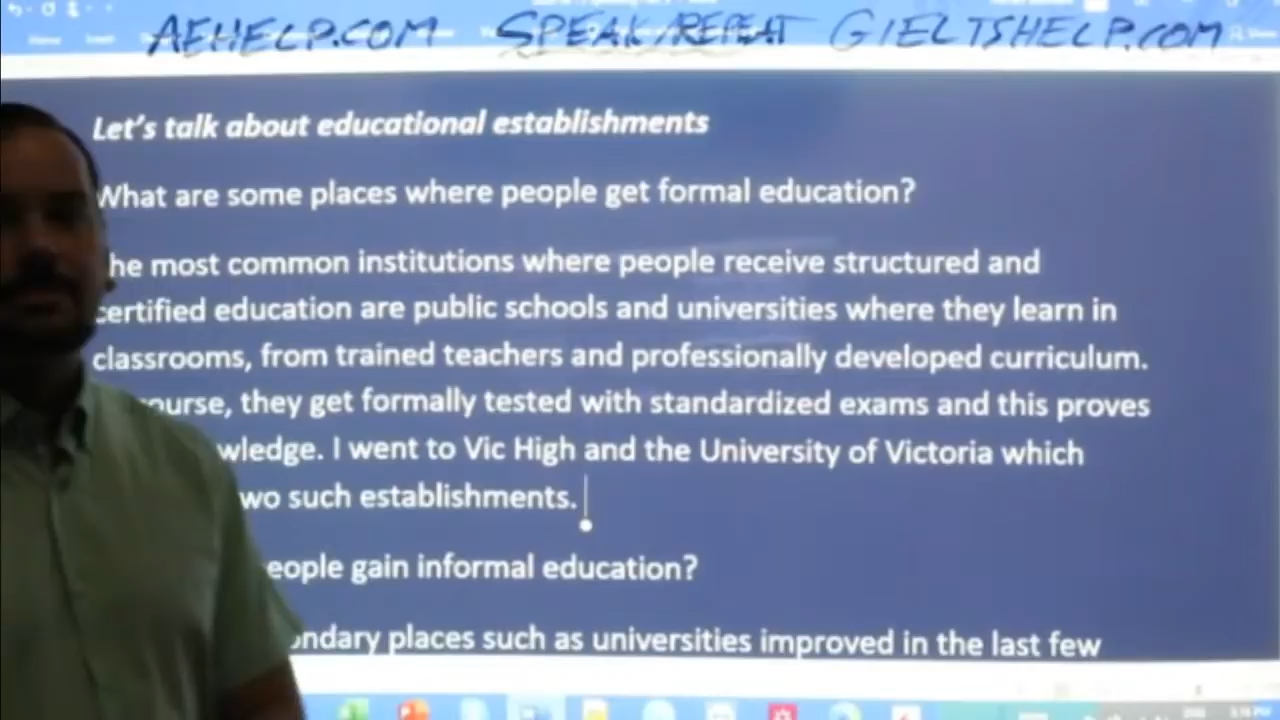 AEHELP.COM SPEAK/REPEAT GIELTSHELP.COM
Let's talk about educational establishments
What are some places where people get formal education?
he most common institutions where people receive structured and
certified education are public schools and universities where they learn in
classrooms, from trained teachers and professionally developed curriculum.
ourse, they get formally tested with standardized exams and this proves
wledge. I went to Vic High and the University of Victoria which
wo such establishments.
eople gain informal education?
ondary places such as universities improved in the last few